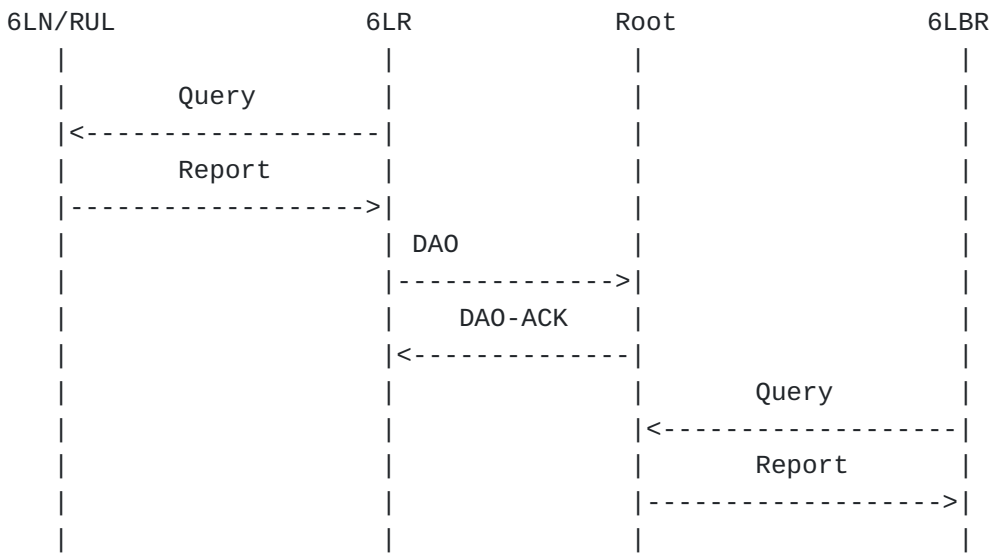 6LN/RUL 6LR Root 6LBR
Query
Report
DAO
DAO-ACK
Query
Report